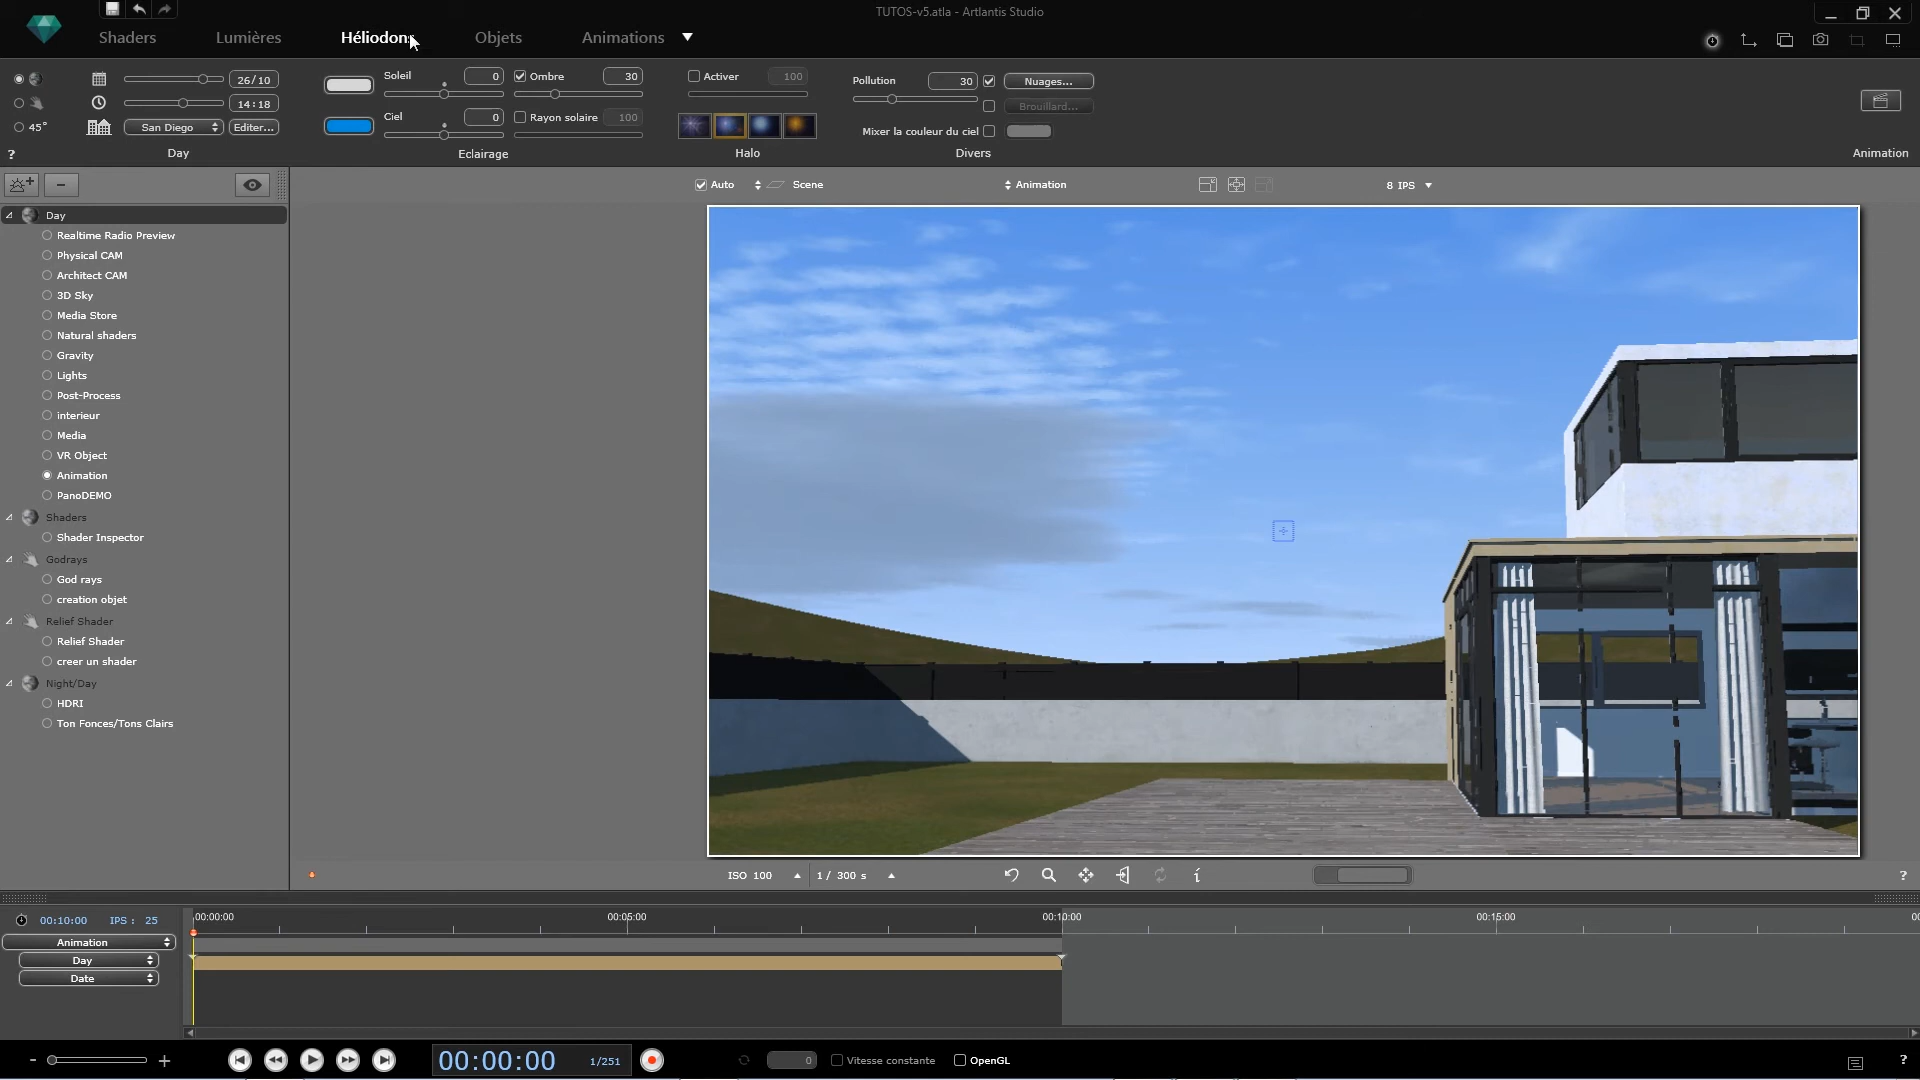 TUTOS-v5.atla - Artlantis Studio
Shaders Lumières Héliodons Objets Animations
26/10
14:18
45° San Diego Editer...
? Day
Soleil 0 Ombre 30
Ciel 0 Rayon solaire 100
Eclairage
Activer 100
Halo
Pollution 30 Nuages...
Brouillard...
Mixer la couleur du ciel
Divers
Animation
Auto Scene Animation 8 IPS
Day
Realtime Radio Preview
Physical CAM
Architect CAM
3D Sky
Media Store
Natural shaders
Gravity
Lights
Post-Process
interieur
Media
VR Object
Animation
PanoDEMO
Shaders
Shader Inspector
Godrays
God rays
creation objet
Relief Shader
Relief Shader
creer un shader
Night/Day
HDRI
Ton Fonces/Tons Clairs
ISO 100 1 / 300 s i ?
00:10:00 IPS : 25 00:00:00 00:05:00 00:10:00 00:15:00
Animation
Day
Date
- + 00:00:00 1/251 0 Vitesse constante OpenGL ?